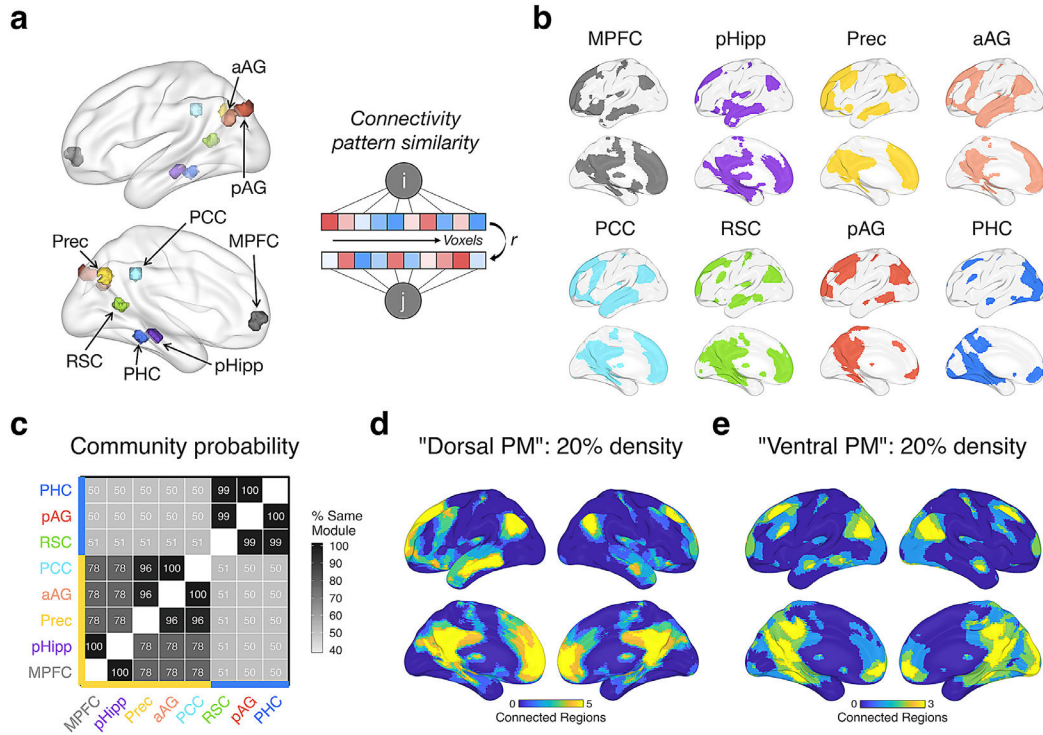 a
aAG
pAG
PCC
Prec
MPFC
RSC
PHC
pHipp
Connectivity
pattern similarity
i
Voxels
r
j
b
MPFC pHipp Prec aAG
PCC RSC pAG PHC
c
Community probability
PHC 50 50 50 50 50 99 100
pAG 50 50 50 50 50 99 100
RSC 51 51 51 51 51 99 99
PCC 78 78 96 100 51 50 50
aAG 78 78 96 100 51 50 50
Prec 78 78 96 96 51 50 50
pHipp 100 78 78 78 51 50 50
MPFC 100 78 78 78 51 50 50
MPFC pHipp Prec aAG PCC RSC pAG PHC
% Same
Module
100
90
80
70
60
50
40
d
"Dorsal PM": 20% density
0 5
Connected Regions
e
"Ventral PM": 20% density
0 3
Connected Regions